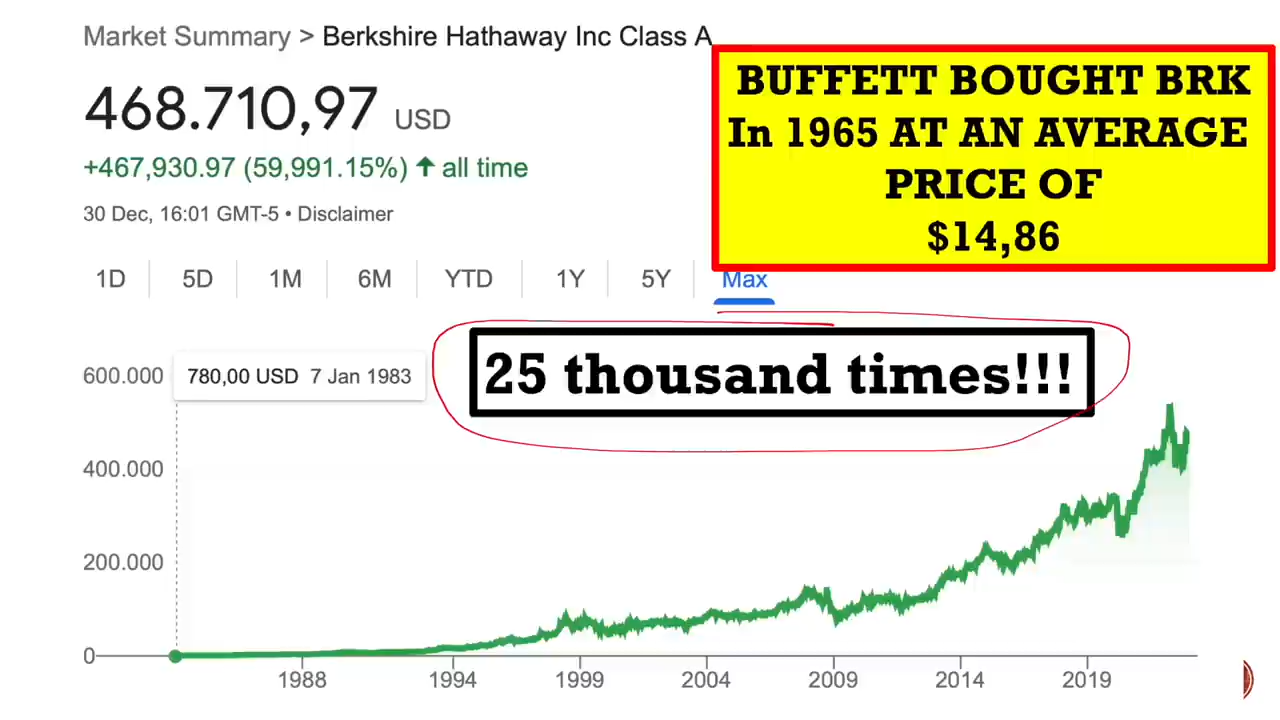 Market Summary > Berkshire Hathaway Inc Class A
468.710,97 USD
+467,930.97 (59,991.15%) ↑ all time
30 Dec, 16:01 GMT-5 • Disclaimer
BUFFETT BOUGHT BRK
In 1965 AT AN AVERAGE
PRICE OF
$14,86
1D 5D 1M 6M YTD 1Y 5Y Max
25 thousand times!!!
780,00 USD 7 Jan 1983
600.000
400.000
200.000
0
1988 1994 1999 2004 2009 2014 2019